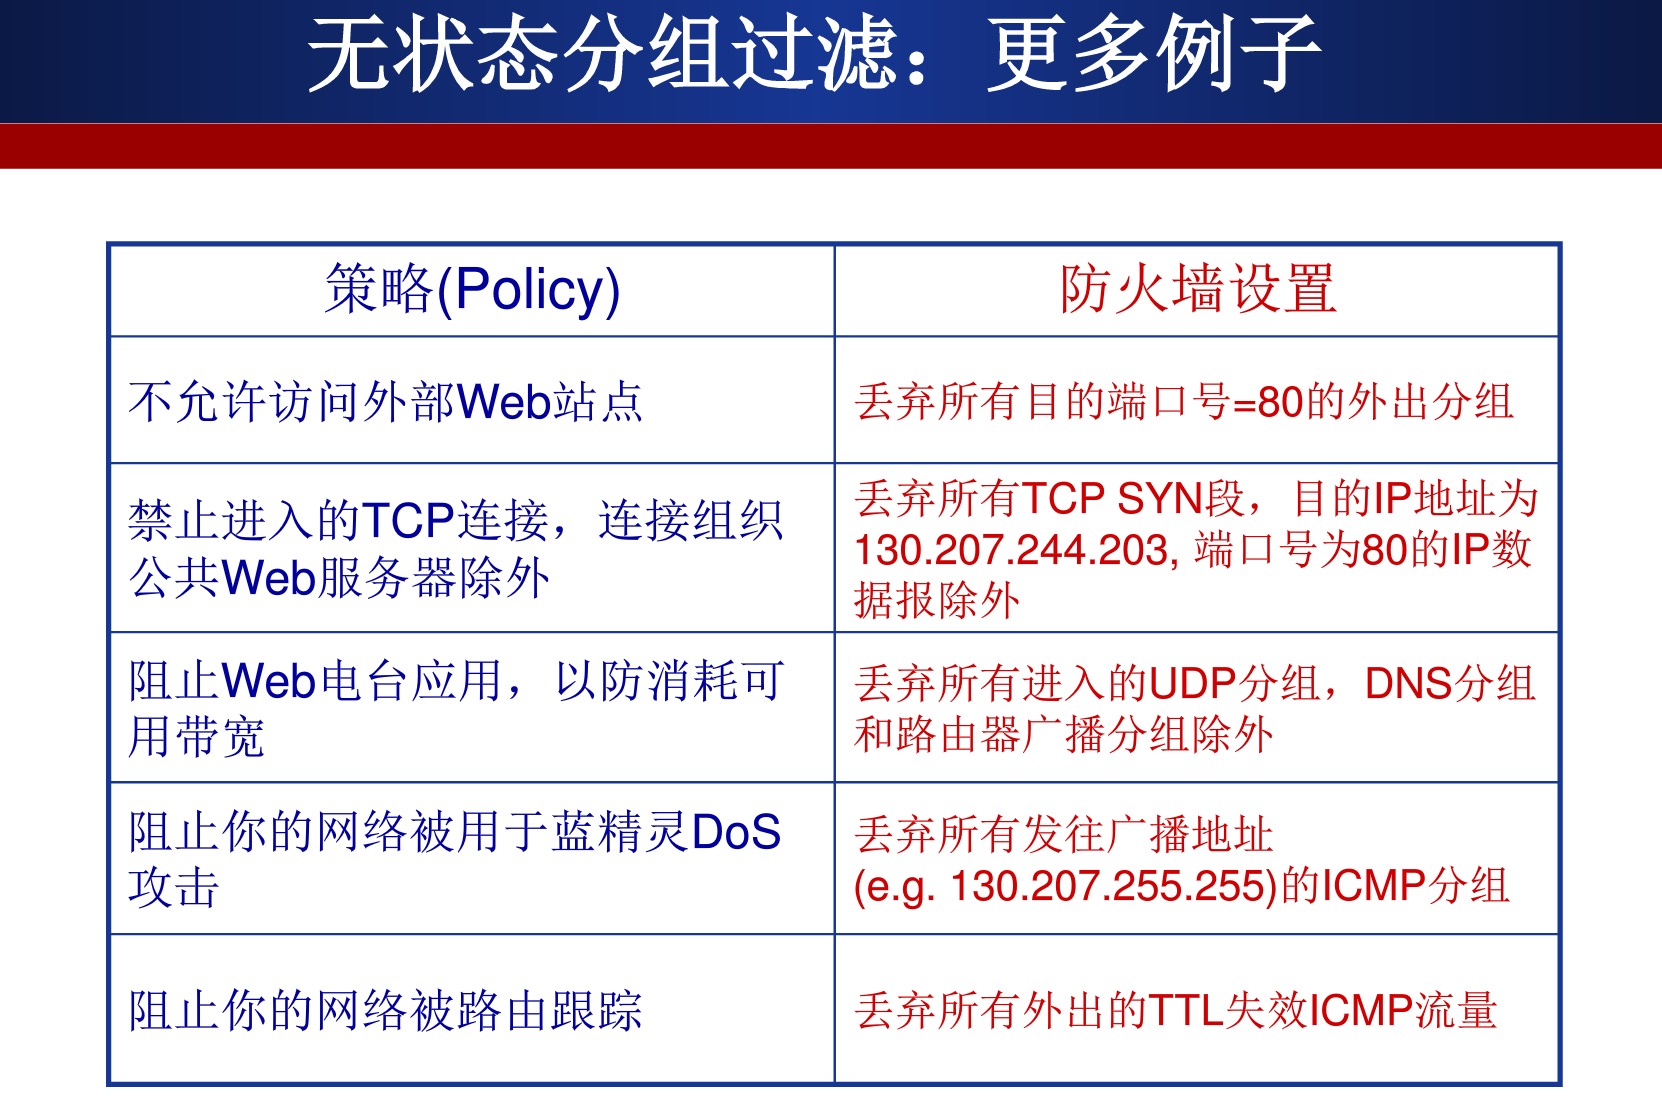 无状态分组过滤：更多例子
策略(Policy)
防火墙设置
不允许访问外部Web站点
丢弃所有目的端口号=80的外出分组
禁止进入的TCP连接，连接组织
公共Web服务器除外
丢弃所有TCP SYN段，目的IP地址为
130.207.244.203, 端口号为80的IP数
据报除外
阻止Web电台应用，以防消耗可
用带宽
丢弃所有进入的UDP分组，DNS分组
和路由器广播分组除外
阻止你的网络被用于蓝精灵DoS
攻击
丢弃所有发往广播地址
(e.g. 130.207.255.255)的ICMP分组
阻止你的网络被路由跟踪
丢弃所有外出的TTL失效ICMP流量